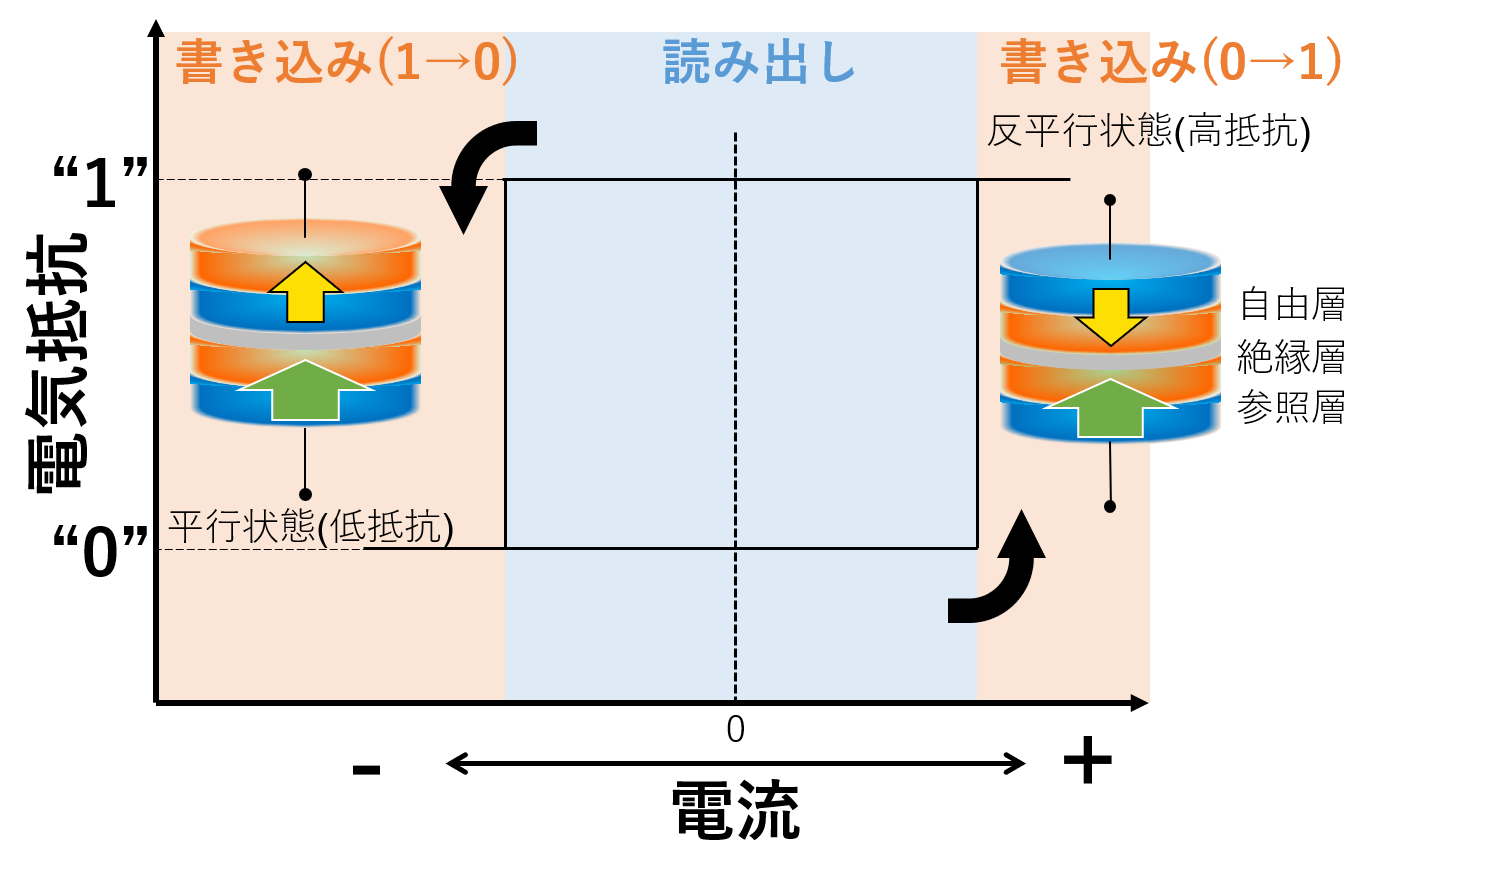 書き込み(1→0)
読み出し
書き込み(0→1)
反平行状態(高抵抗)
“1”
電気抵抗
自由層
絶縁層
参照層
平行状態(低抵抗)
“0”
0
-
+
電流